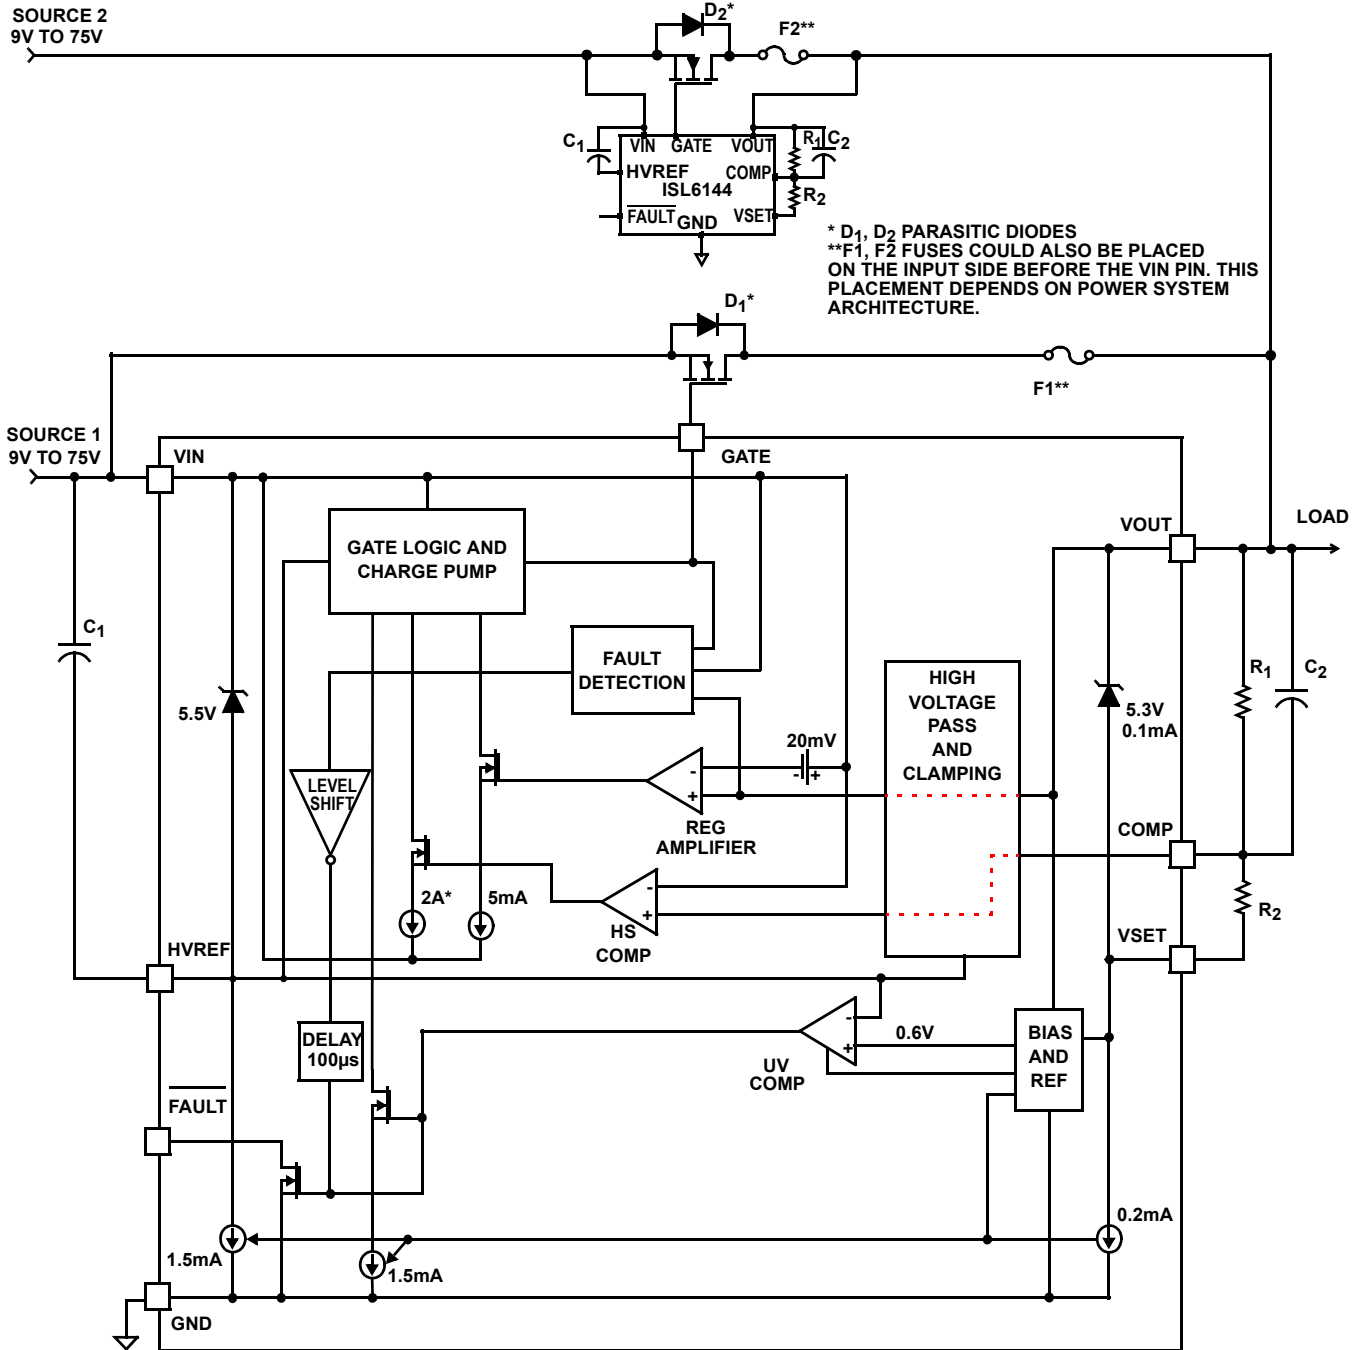 SOURCE 2
9V TO 75V
D2*
F2**
C1
VIN GATE VOUT
R1
C2
HVREF
COMP
ISL6144
R2
FAULT
GND
VSET
* D1, D2 PARASITIC DIODES
**F1, F2 FUSES COULD ALSO BE PLACED
ON THE INPUT SIDE BEFORE THE VIN PIN. THIS
PLACEMENT DEPENDS ON POWER SYSTEM
ARCHITECTURE.
D1*
F1**
SOURCE 1
9V TO 75V
VIN
GATE
VOUT
LOAD
GATE LOGIC AND
CHARGE PUMP
C1
FAULT
DETECTION
HIGH
VOLTAGE
PASS
AND
CLAMPING
R1
C2
5.5V
5.3V
0.1mA
20mV
- +
LEVEL
SHIFT
-
+
REG
AMPLIFIER
COMP
2A*
5mA
-
+
HS
COMP
R2
HVREF
VSET
DELAY
100µs
-
+
0.6V
UV
COMP
BIAS
AND
REF
FAULT
0.2mA
1.5mA
1.5mA
GND